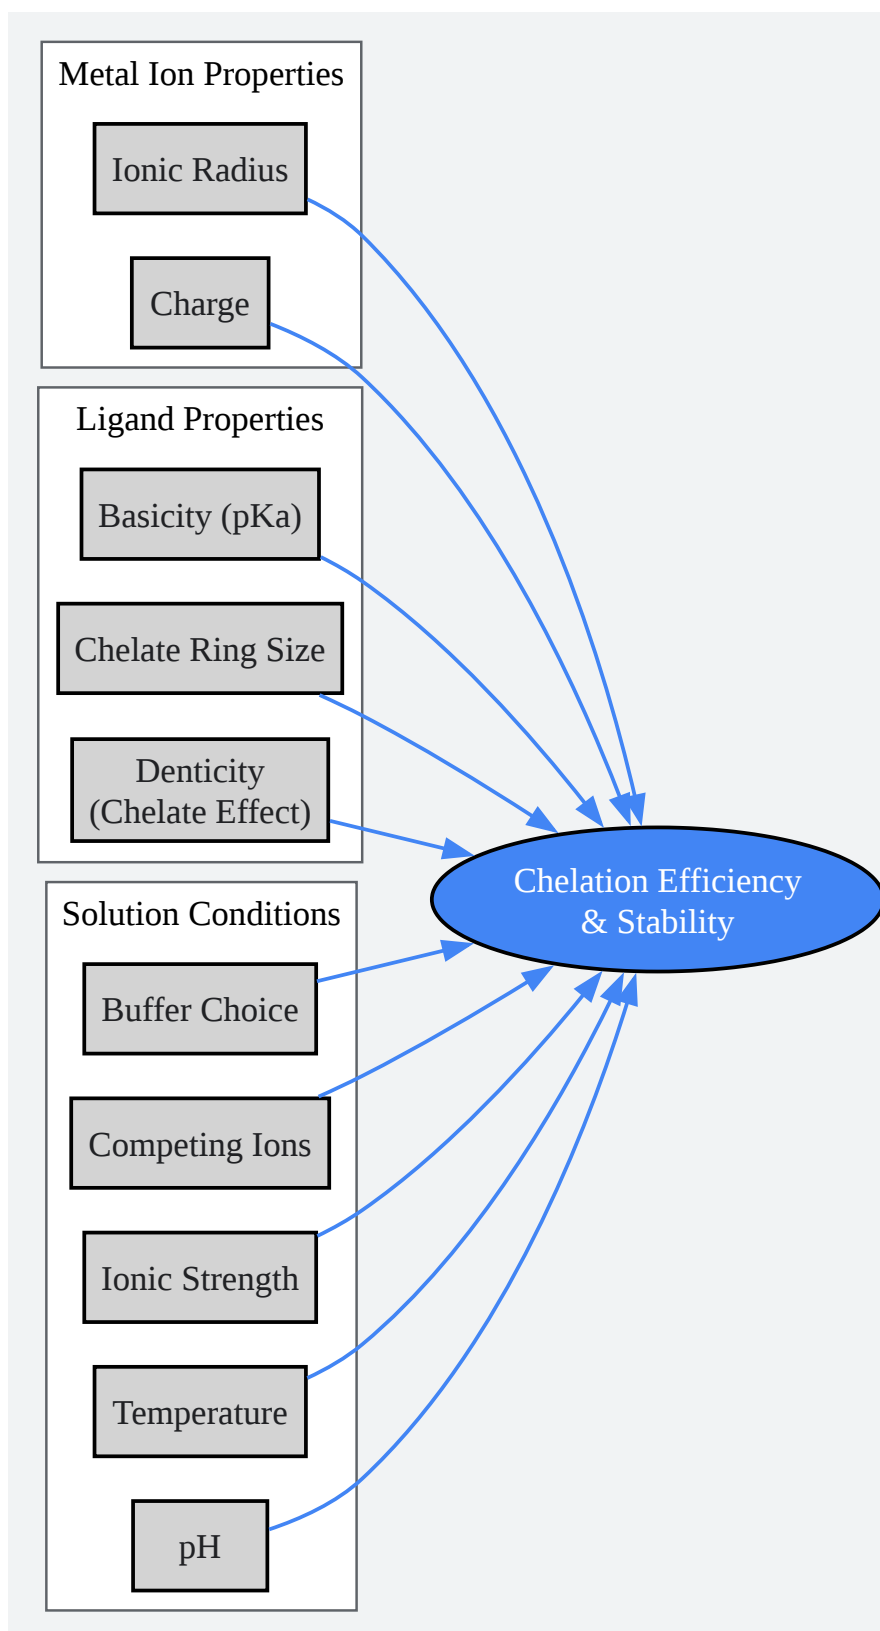 Metal Ion Properties
Ionic Radius
Charge
Ligand Properties
Basicity (pKa)
Chelate Ring Size
Denticity
(Chelate Effect)
Chelation Efficiency
& Stability
Solution Conditions
Buffer Choice
Competing Ions
Ionic Strength
Temperature
pH